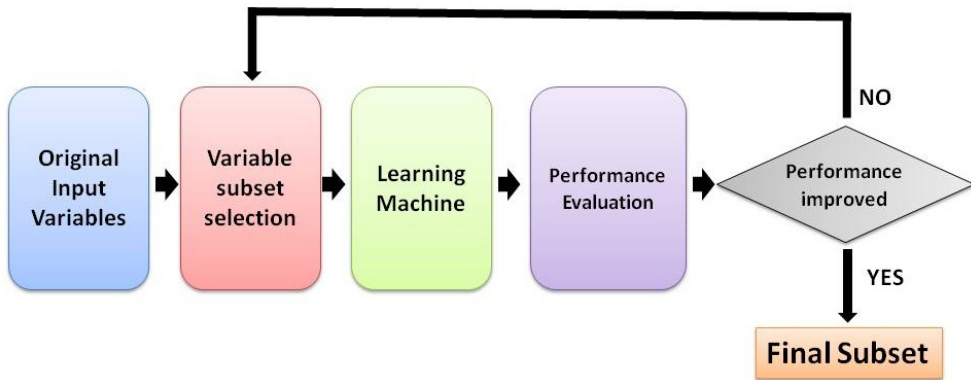 Original
Input
Variables
Variable
subset
selection
Learning
Machine
Performance
Evaluation
Performance
improved
NO
YES
Final Subset